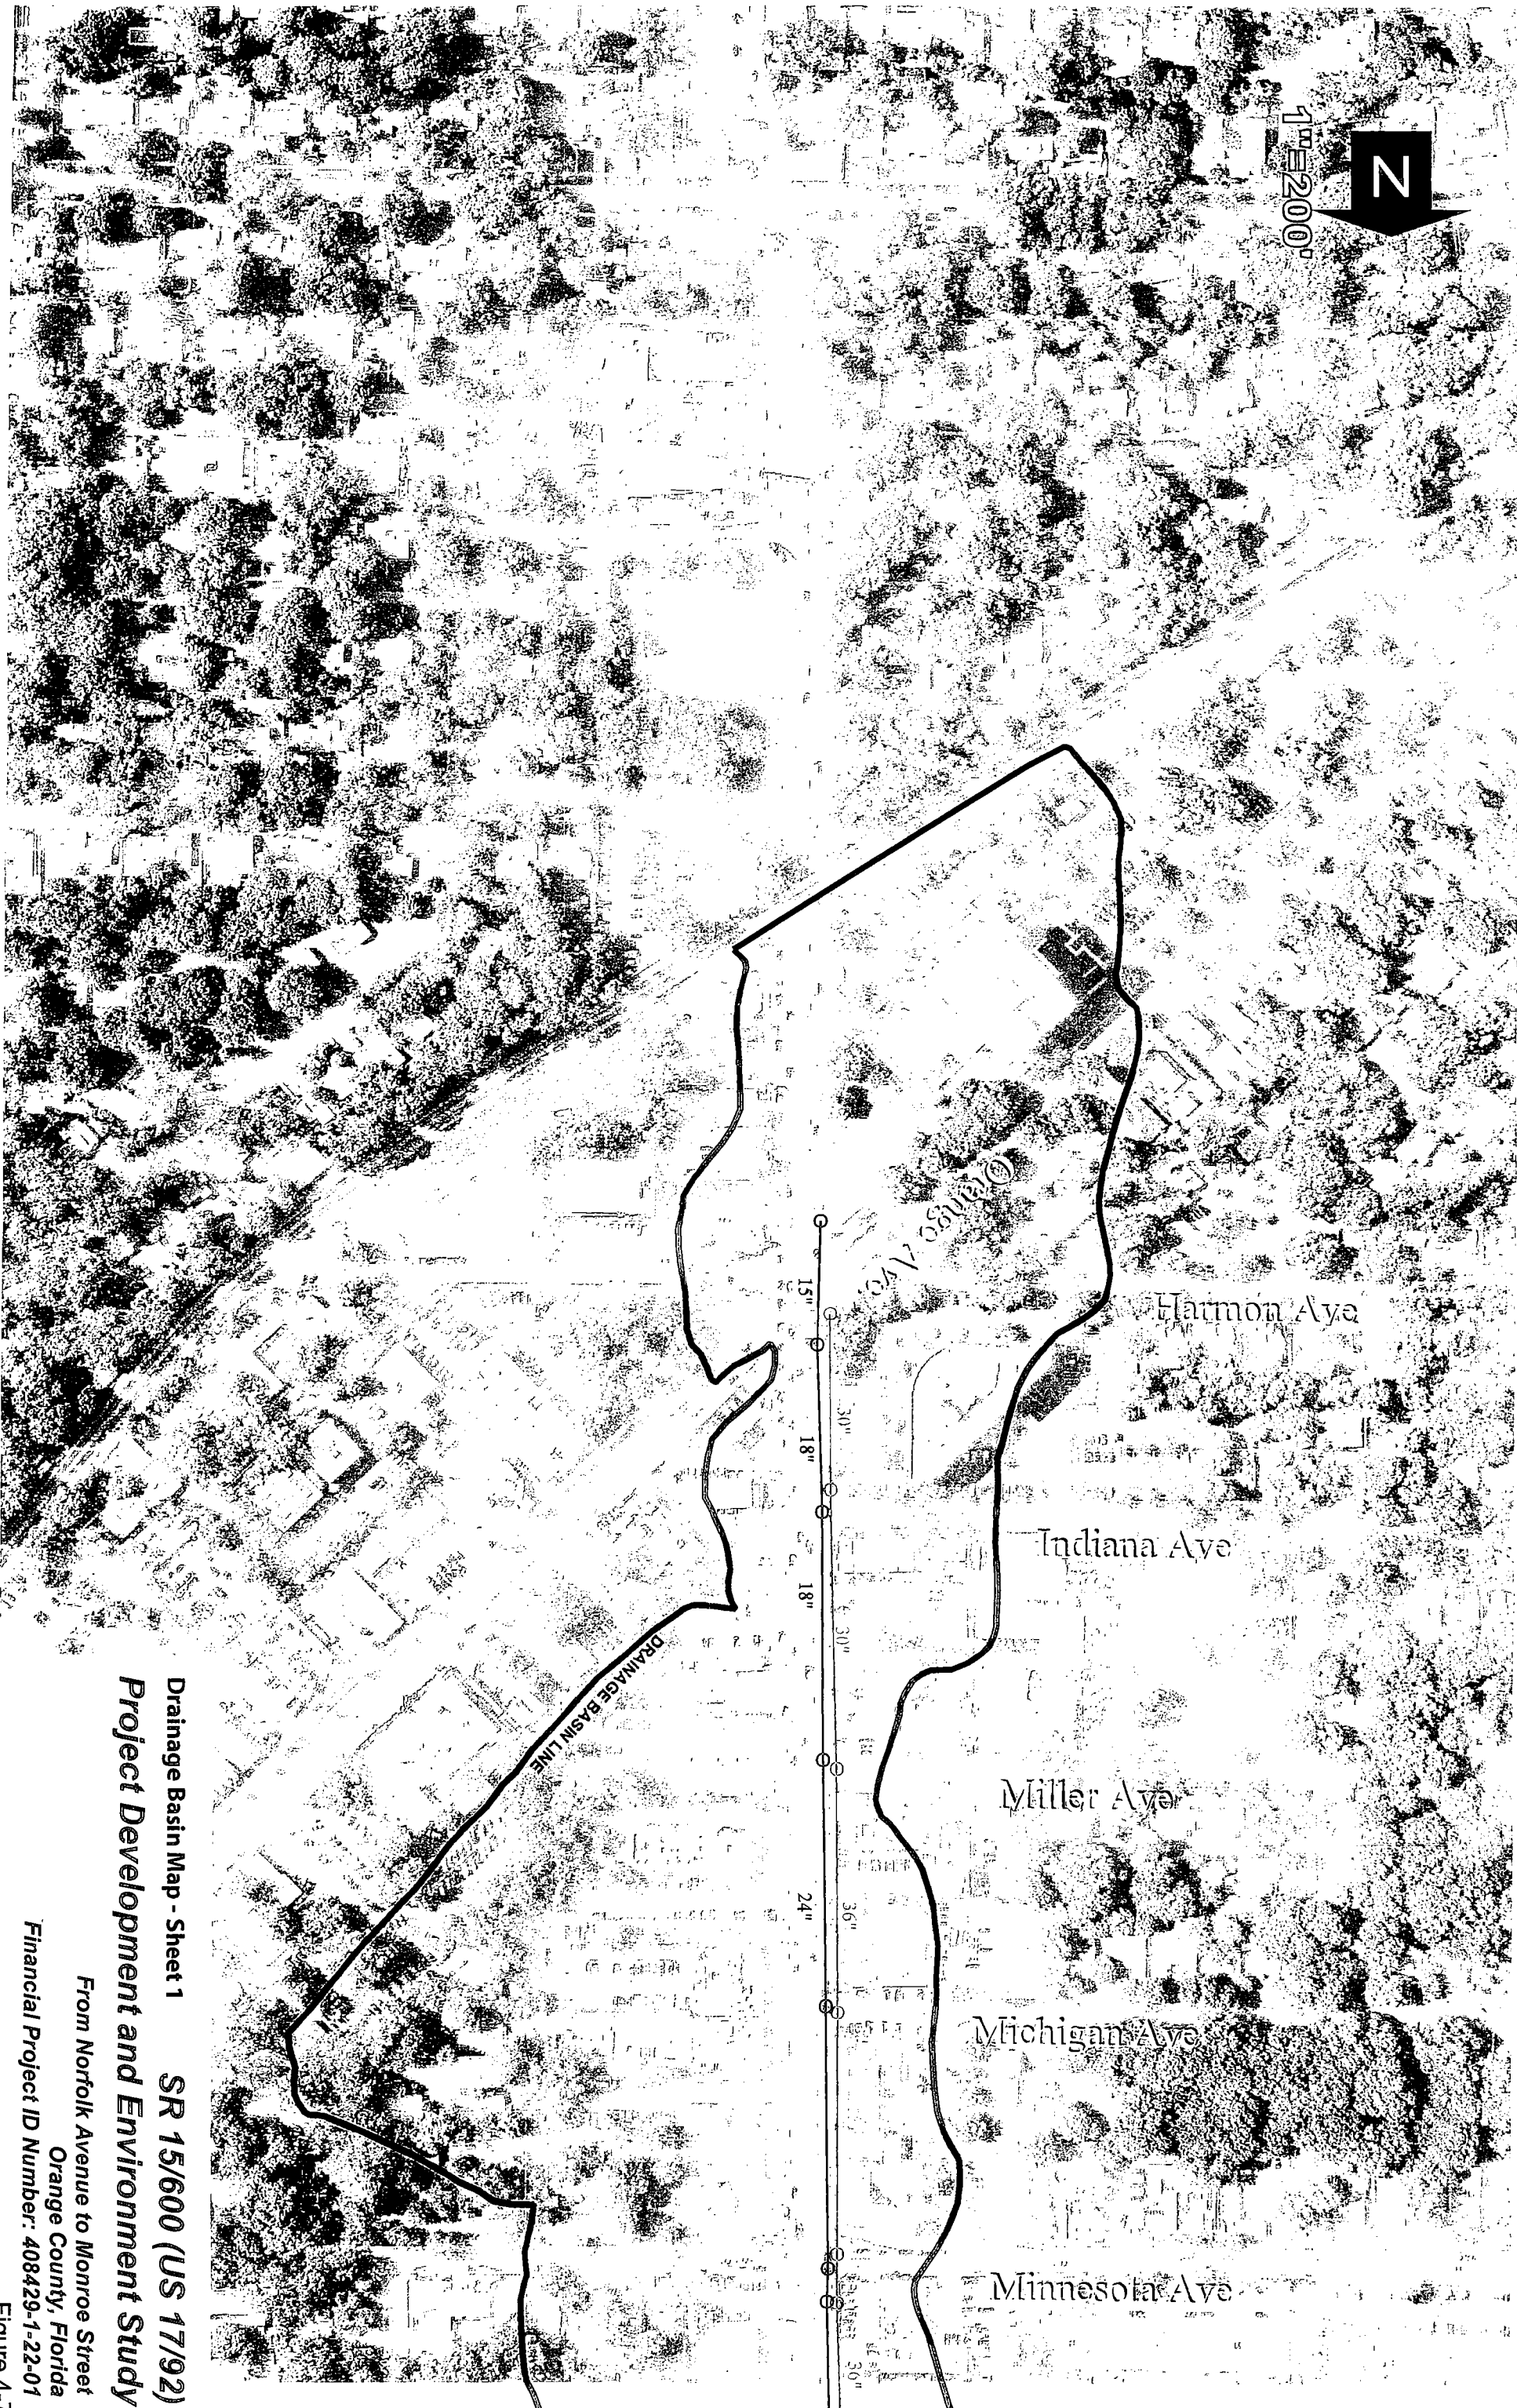 N
1"=200'
Orange Ave
Harmon Ave
15"
30"
18"
Indiana Ave
18"
30"
DRAINAGE BASIN LINE
Miller Ave
24"
36"
Michigan Ave
Minnesota Ave
36"
Drainage Basin Map - Sheet 1
SR 15/600 (US 17/92)
Project Development and Environment Study
From Norfolk Avenue to Monroe Street
Orange County, Florida
Financial Project ID Number: 408429-1-22-01